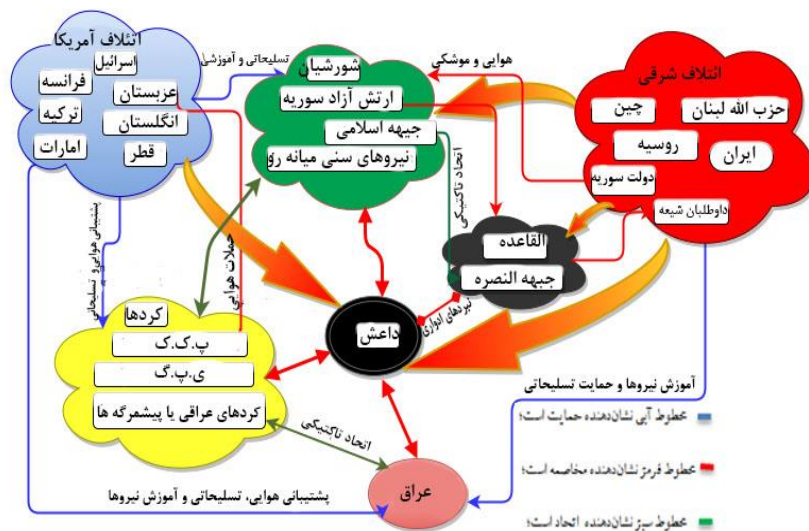 ائتلاف شرقی
حزب الله لبنان
چین
روسیه
ایران
دولت سوریه
داوطلبان شیعه
هوایی و موشکی
شورشیان
ارتش آزاد سوریه
جبهه اسلامی
نیروهای سنی میانه رو
تسلیحاتی و آموزشی
ائتلاف آمریکا
اسرائیل
فرانسه
عربستان
ترکیه
انگلستان
امارات
قطر
اتحاد تاکتیکی
القاعده
جبهه النصره
نبردهای ادواری
حملات هوایی
پشتیبانی هوایی و تسلیحاتی
داعش
کردها
پ.ک.ک
ی.پ.گ
کردهای عراقی یا پیشمرگه ها
اتحاد تاکتیکی
آموزش نیروها و حمایت تسلیحاتی
عراق
پشتیبانی هوایی، تسلیحاتی و آموزش نیروها
خطوط آبی نشان‌دهنده حمایت است؛
خطوط قرمز نشان‌دهنده مخاصمه است؛
خطوط سبز نشان‌دهنده اتحاد است؛